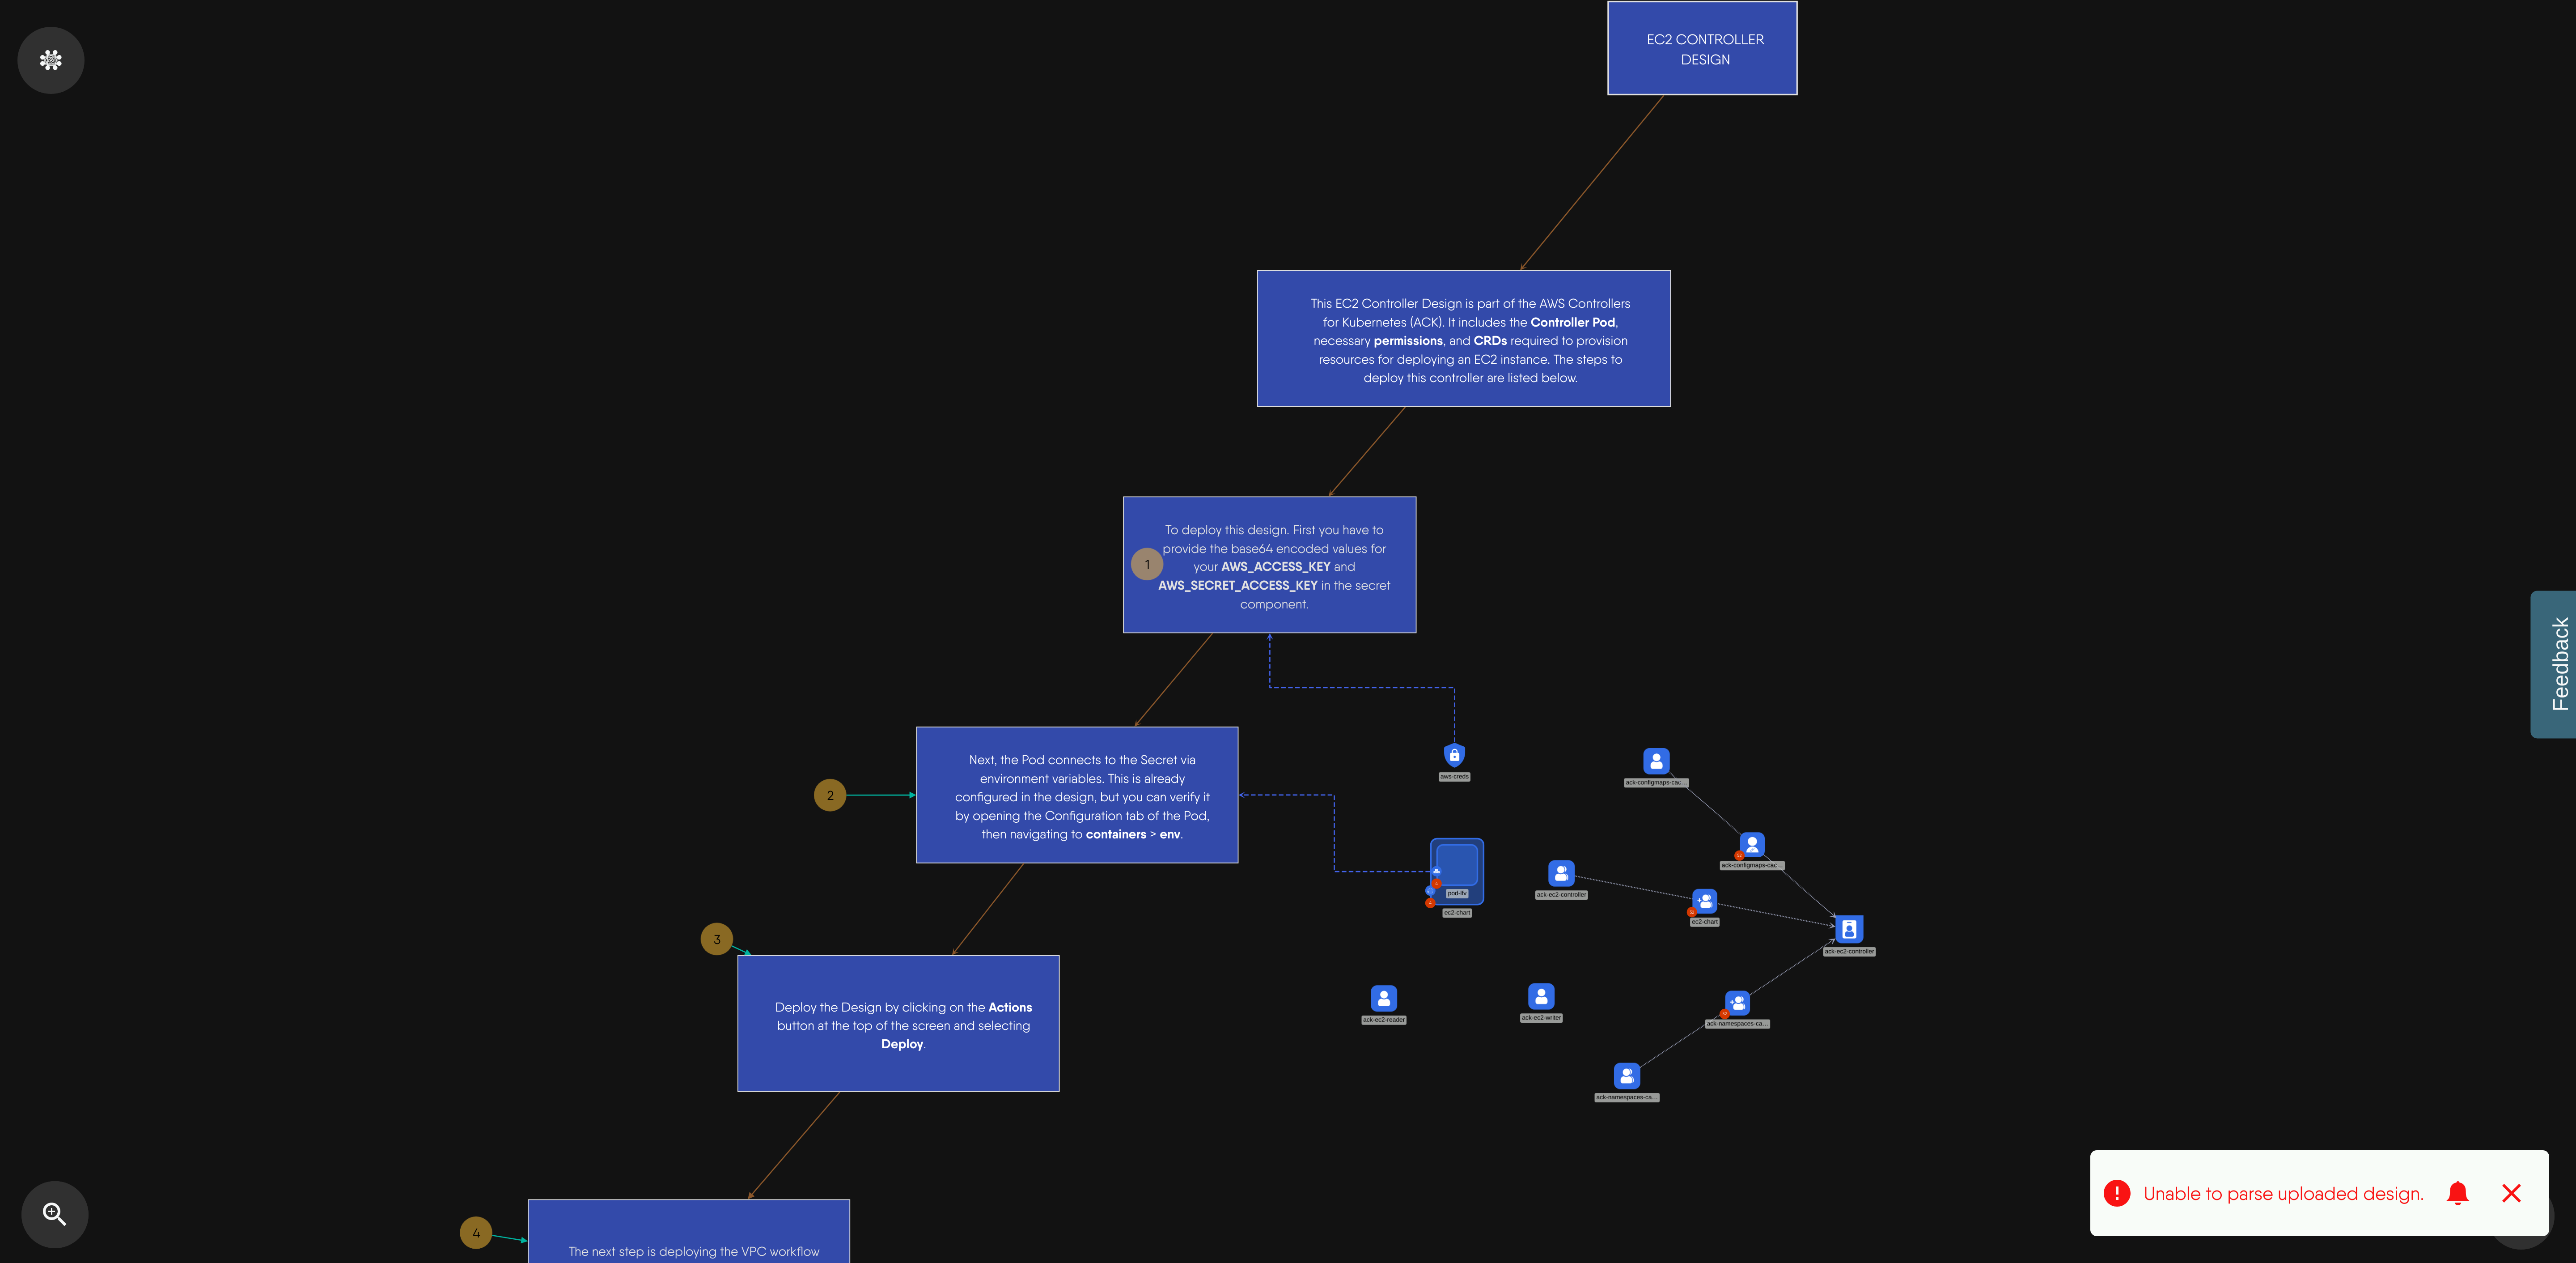 EC2 CONTROLLER
DESIGN
This EC2 Controller Design is part of the AWS Controllers
for Kubernetes (ACK). It includes the Controller Pod,
necessary permissions, and CRDs required to provision
resources for deploying an EC2 instance. The steps to
deploy this controller are listed below.
1
To deploy this design. First you have to
provide the base64 encoded values for
your AWS_ACCESS_KEY and
AWS_SECRET_ACCESS_KEY in the secret
component.
2
Next, the Pod connects to the Secret via
environment variables. This is already
configured in the design, but you can verify it
by opening the Configuration tab of the Pod,
then navigating to containers > env.
3
Deploy the Design by clicking on the Actions
button at the top of the screen and selecting
Deploy.
4
The next step is deploying the VPC workflow
aws-creds
ack-configmaps-cac...
ack-configmaps-cac...
pod-lfv
ec2-chart
ack-ec2-controller
ec2-chart
ack-ec2-controller
ack-ec2-reader
ack-ec2-writer
ack-namespaces-ca...
ack-namespaces-ca...
Feedback
Unable to parse uploaded design.